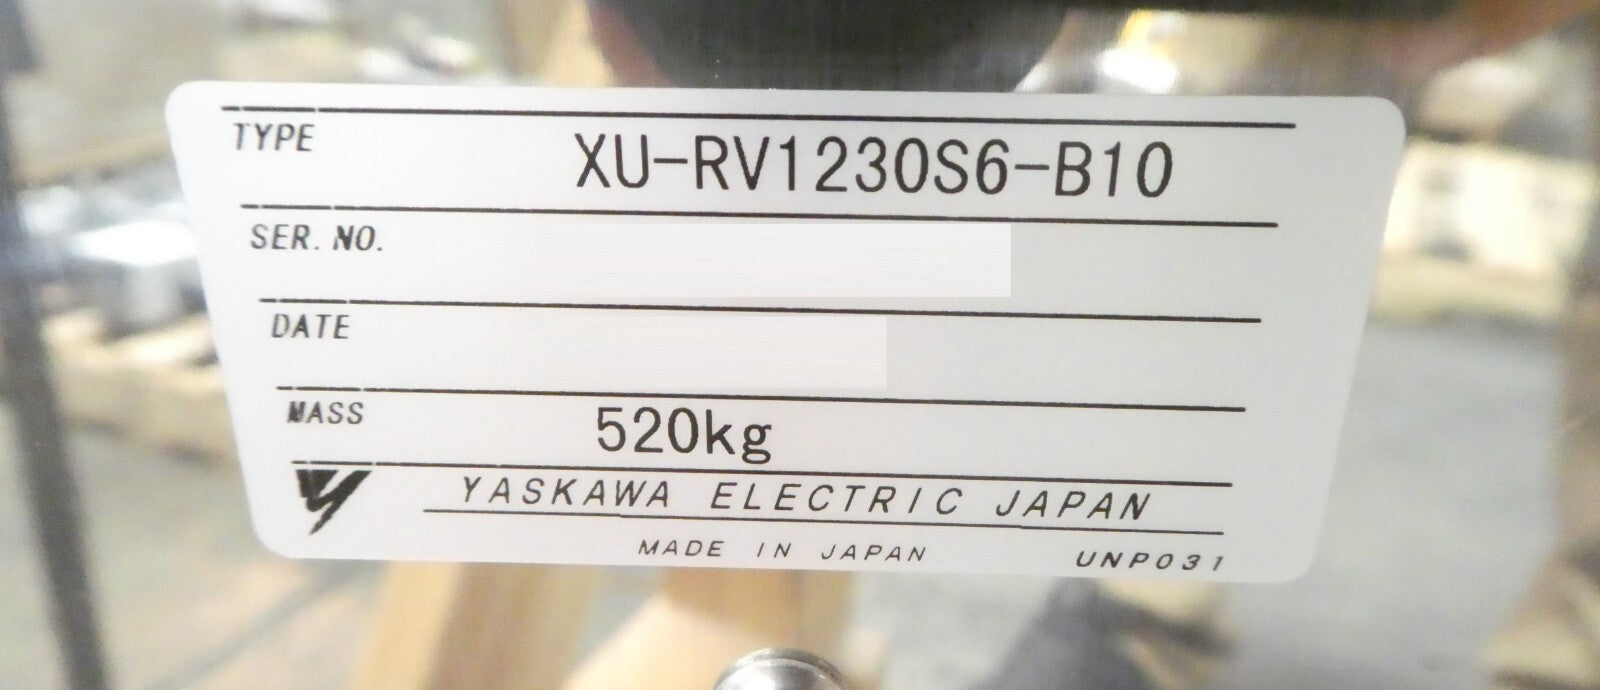 TYPE XU-RV1230S6-B10
SER. NO.
DATE
MASS 520kg
YASKAWA ELECTRIC JAPAN
MADE IN JAPAN UNP031